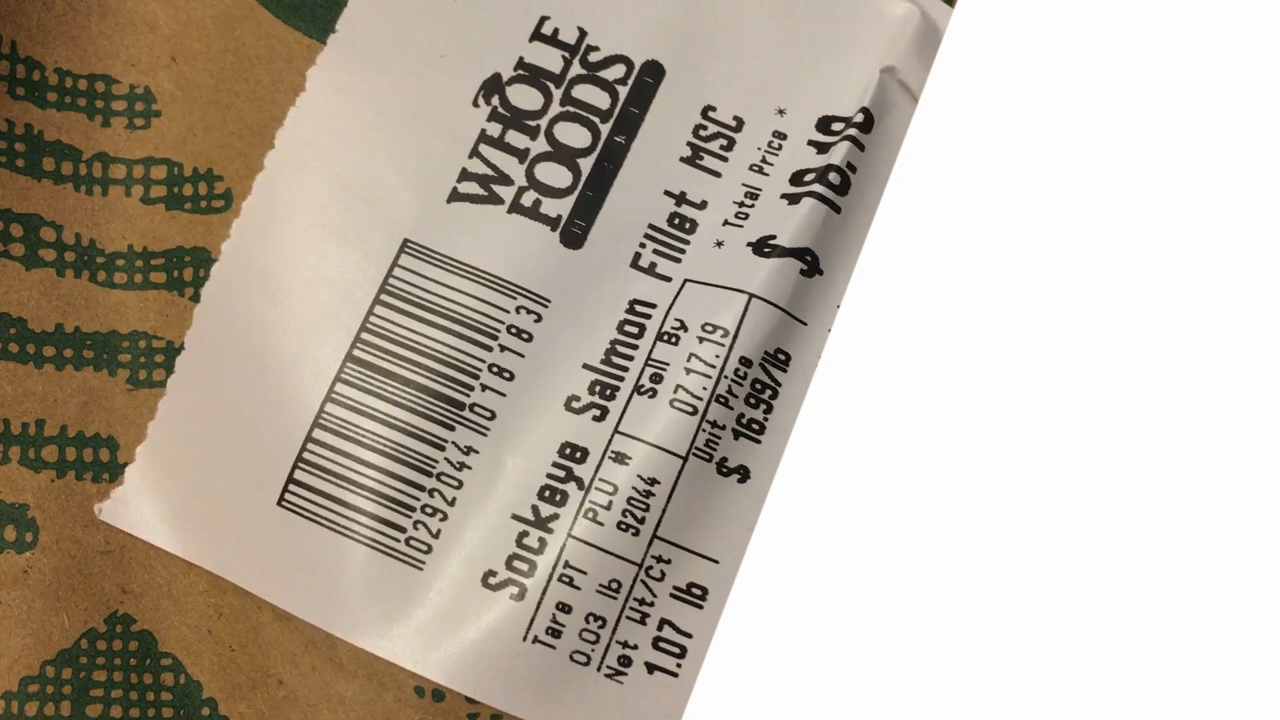 WHOLE
FOODS
M A R K E T
0292044 018183
Sockeye Salmon Fillet MSC
Tare PT
0.03 lb
PLU #
92044
Sell By
07.17.19
* Total Price *
$ 18.18
Net Wt/Ct
1.07 lb
Unit Price
$ 16.99/lb